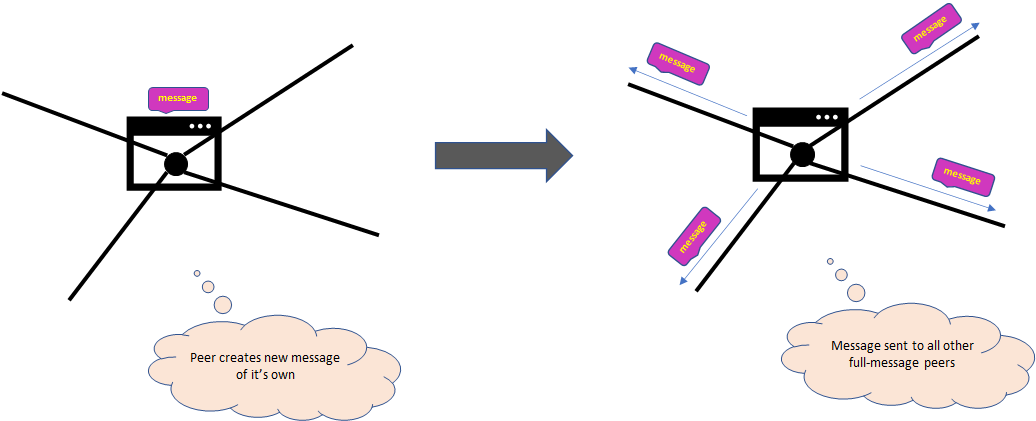 message
Peer creates new message
of it's own
message
message
message
message
Message sent to all other
full-message peers